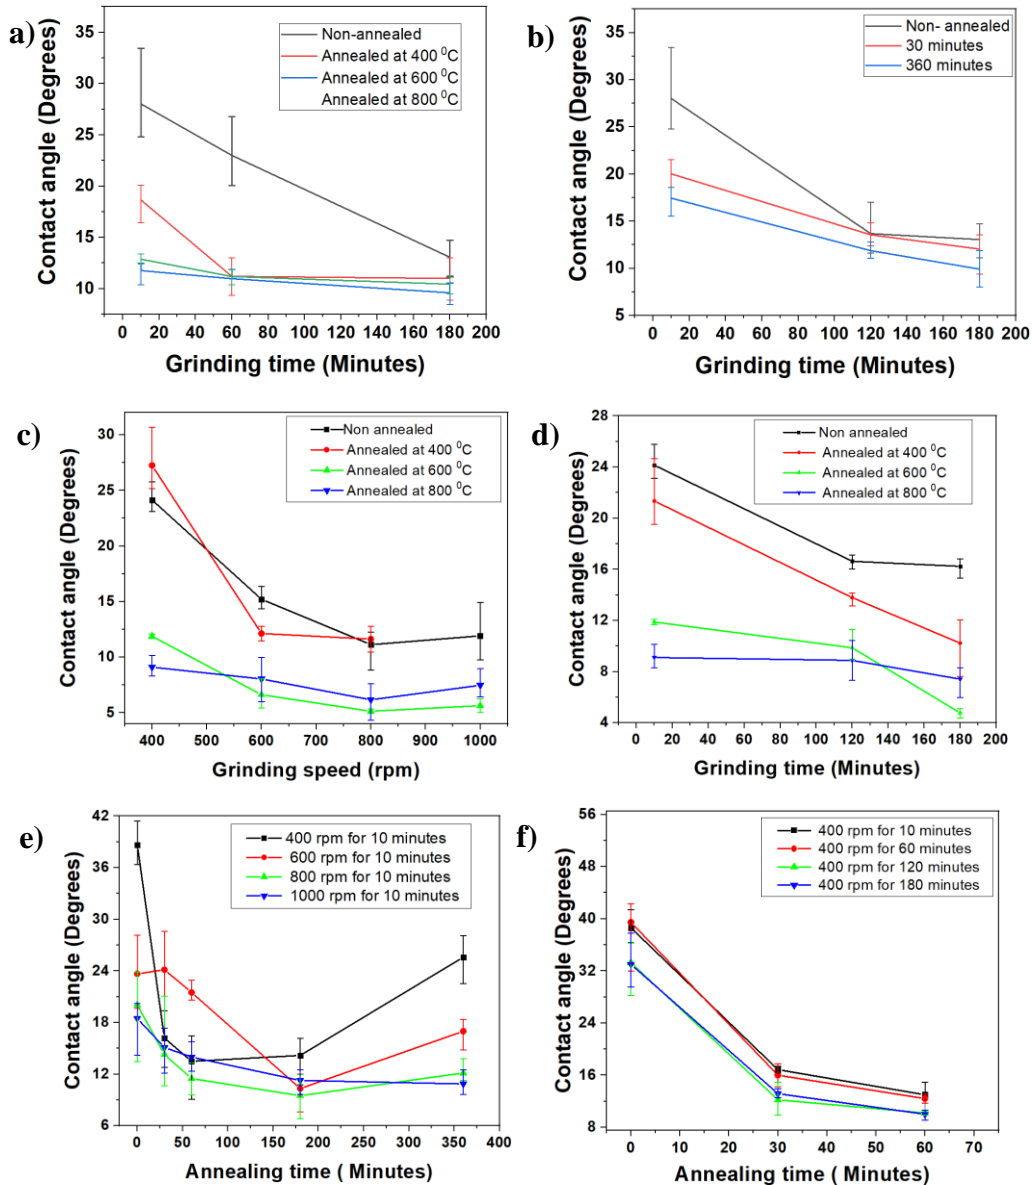 a)
35
30
25
20
15
10
Contact angle (Degrees)
Non-annealed
Annealed at 400 ⁰C
Annealed at 600 ⁰C
Annealed at 800 ⁰C
0 20 40 60 80 100 120 140 160 180 200
Grinding time (Minutes)
b)
35
30
25
20
15
10
5
Contact angle (Degrees)
Non- annealed
30 minutes
360 minutes
0 20 40 60 80 100 120 140 160 180 200
Grinding time (Minutes)
c)
30
25
20
15
10
5
Contact angle (Degrees)
Non annealed
Annealed at 400 ⁰C
Annealed at 600 ⁰C
Annealed at 800 ⁰C
400 500 600 700 800 900 1000
Grinding speed (rpm)
d)
28
24
20
16
12
8
4
Contact angle (Degrees)
Non annealed
Annealed at 400 ⁰C
Annealed at 600 ⁰C
Annealed at 800 ⁰C
0 20 40 60 80 100 120 140 160 180 200
Grinding time (Minutes)
e)
42
36
30
24
18
12
6
Contact angle (Degrees)
400 rpm for 10 minutes
600 rpm for 10 minutes
800 rpm for 10 minutes
1000 rpm for 10 minutes
0 50 100 150 200 250 300 350 400
Annealing time ( Minutes)
f)
56
48
40
32
24
16
8
Contact angle (Degrees)
400 rpm for 10 minutes
400 rpm for 60 minutes
400 rpm for 120 minutes
400 rpm for 180 minutes
0 10 20 30 40 50 60 70
Annealing time (Minutes)